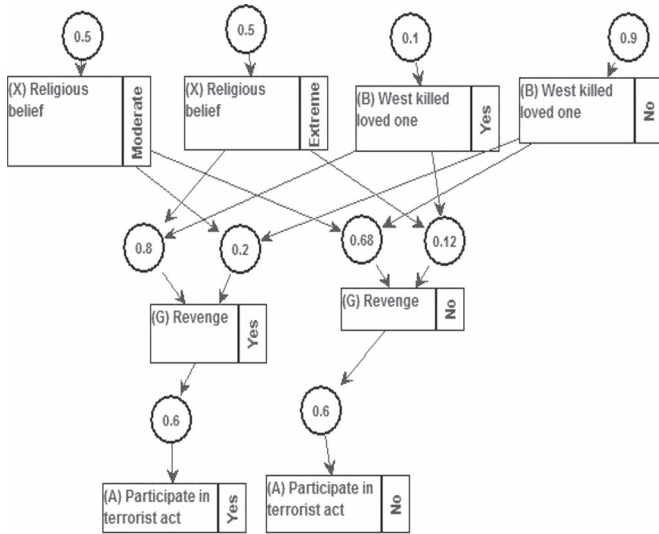 0.5
0.5
0.1
0.9
(X) Religious
belief
Moderate
(X) Religious
belief
Extreme
(B) West killed
loved one
Yes
(B) West killed
loved one
No
0.8
0.2
0.68
0.12
(G) Revenge
Yes
(G) Revenge
No
0.6
0.6
(A) Participate in
terrorist act
Yes
(A) Participate in
terrorist act
No